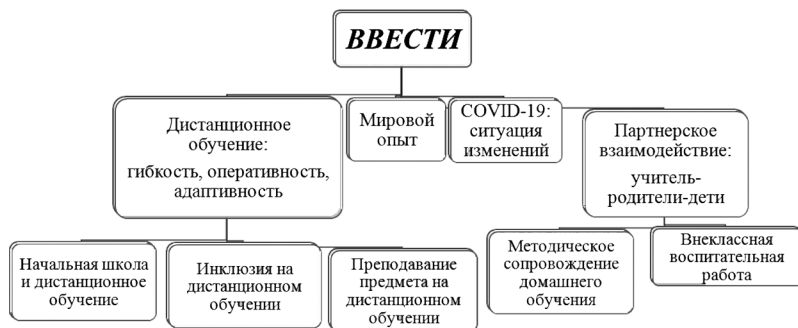 ВВЕСТИ
Дистанционное
обучение:
гибкость, оперативность,
адаптивность
Мировой
опыт
COVID-19:
ситуация
изменений
Партнерское
взаимодействие:
учитель-
родители-дети
Начальная школа
и дистанционное
обучение
Инклюзия на
дистанционном
обучении
Преподавание
предмета на
дистанционном
обучении
Методическое
сопровождение
домашнего
обучения
Внеклассная
воспитательная
работа